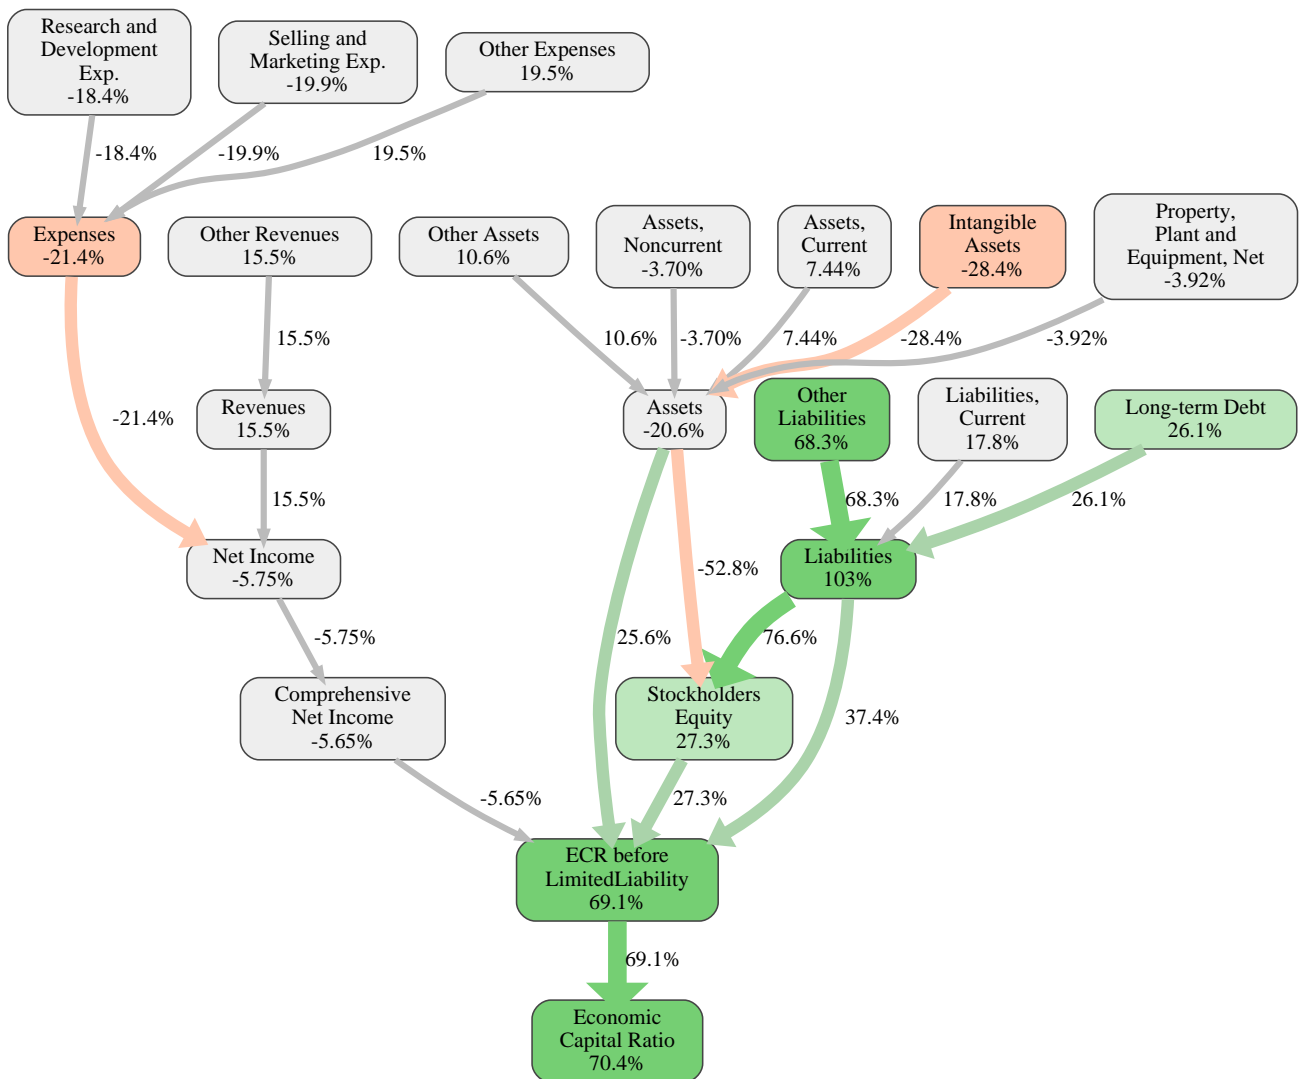 Research and
Development
Exp.
-18.4%
Selling and
Marketing Exp.
-19.9%
Other Expenses
19.5%
-18.4%
-19.9%
19.5%
Expenses
-21.4%
Other Revenues
15.5%
Other Assets
10.6%
Assets,
Noncurrent
-3.70%
Assets,
Current
7.44%
Intangible
Assets
-28.4%
Property,
Plant and
Equipment, Net
-3.92%
15.5%
10.6%
-3.70%
7.44%
-28.4%
-3.92%
-21.4%
Revenues
15.5%
Assets
-20.6%
Other
Liabilities
68.3%
Liabilities,
Current
17.8%
Long-term Debt
26.1%
15.5%
68.3%
17.8%
26.1%
Net Income
-5.75%
-52.8%
Liabilities
103%
-5.75%
25.6%
76.6%
Comprehensive
Net Income
-5.65%
Stockholders
Equity
27.3%
37.4%
-5.65%
27.3%
ECR before
LimitedLiability
69.1%
69.1%
Economic
Capital Ratio
70.4%